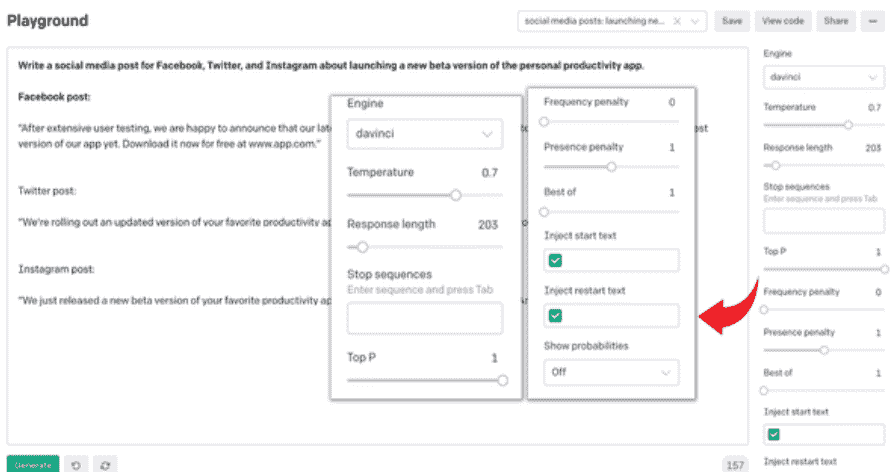 Playground
social media posts: launching ne...
Save
View code
Share
Write a social media post for Facebook, Twitter, and Instagram about launching a new beta version of the personal productivity app.
Facebook post:
"After extensive user testing, we are happy to announce that our late
st
version of our app yet. Download it now for free at www.app.com."
Twitter post:
"We're rolling out an updated version of your favorite productivity ap
Instagram post:
"We just released a new beta version of your favorite productivity ap
Generate
157
Engine
davinci
Temperature 0.7
Response length 203
Stop sequences
Enter sequence and press Tab
Top P 1
Frequency penalty 0
Presence penalty 1
Best of 1
Inject start text
Inject restart text
Show probabilities
Off
Engine
davinci
Temperature 0.7
Response length 203
Stop sequences
Enter sequence and press Tab
Top P 1
Frequency penalty 0
Presence penalty 1
Best of 1
Inject start text
Inject restart text